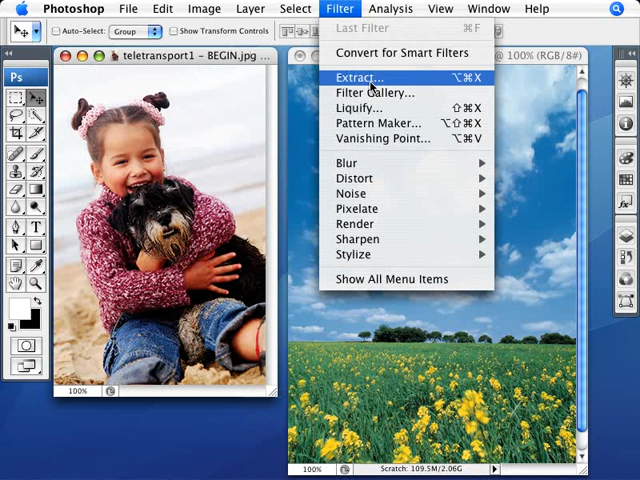 Photoshop File Edit Image Layer Select Filter Analysis View Window Help
Auto-Select: Group Show Transform Controls
teletransport1 – BEGIN.jpg ...
@ 100% (RGB/8#)
Ps
Last Filter ⌘F
Convert for Smart Filters
Extract... ⌥⌘X
Filter Gallery...
Liquify... ⇧⌘X
Pattern Maker... ⌥⇧⌘X
Vanishing Point... ⌥⌘V
Blur
Distort
Noise
Pixelate
Render
Sharpen
Stylize
Show All Menu Items
100%
100% Scratch: 109.5M/2.06G